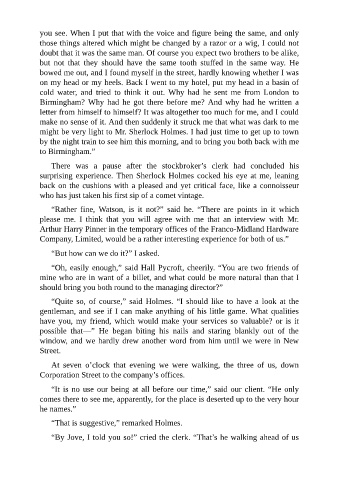 you see. When I put that with the voice and figure being the same, and only
those things altered which might be changed by a razor or a wig, I could not
doubt that it was the same man. Of course you expect two brothers to be alike,
but not that they should have the same tooth stuffed in the same way. He
bowed me out, and I found myself in the street, hardly knowing whether I was
on my head or my heels. Back I went to my hotel, put my head in a basin of
cold water, and tried to think it out. Why had he sent me from London to
Birmingham? Why had he got there before me? And why had he written a
letter from himself to himself? It was altogether too much for me, and I could
make no sense of it. And then suddenly it struck me that what was dark to me
might be very light to Mr. Sherlock Holmes. I had just time to get up to town
by the night train to see him this morning, and to bring you both back with me
to Birmingham.”
There was a pause after the stockbroker’s clerk had concluded his
surprising experience. Then Sherlock Holmes cocked his eye at me, leaning
back on the cushions with a pleased and yet critical face, like a connoisseur
who has just taken his first sip of a comet vintage.
“Rather fine, Watson, is it not?” said he. “There are points in it which
please me. I think that you will agree with me that an interview with Mr.
Arthur Harry Pinner in the temporary offices of the Franco-Midland Hardware
Company, Limited, would be a rather interesting experience for both of us.”
“But how can we do it?” I asked.
“Oh, easily enough,” said Hall Pycroft, cheerily. “You are two friends of
mine who are in want of a billet, and what could be more natural than that I
should bring you both round to the managing director?”
“Quite so, of course,” said Holmes. “I should like to have a look at the
gentleman, and see if I can make anything of his little game. What qualities
have you, my friend, which would make your services so valuable? or is it
possible that—” He began biting his nails and staring blankly out of the
window, and we hardly drew another word from him until we were in New
Street.
At seven o’clock that evening we were walking, the three of us, down
Corporation Street to the company’s offices.
“It is no use our being at all before our time,” said our client. “He only
comes there to see me, apparently, for the place is deserted up to the very hour
he names.”
“That is suggestive,” remarked Holmes.
“By Jove, I told you so!” cried the clerk. “That’s he walking ahead of us